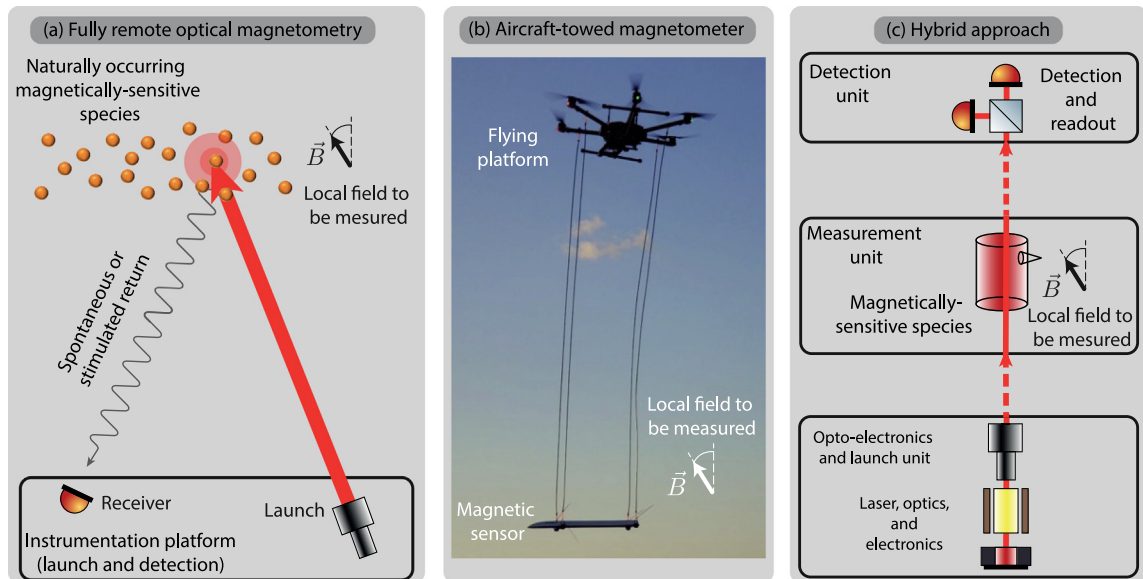 (a) Fully remote optical magnetometry
Naturally occurring
magnetically-sensitive
species
B
Local field to
be mesured
Spontaneous or
stimulated return
Receiver
Launch
Instrumentation platform
(launch and detection)
(b) Aircraft-towed magnetometer
Flying
platform
Local field to
be measured
B
Magnetic
sensor
(c) Hybrid approach
Detection
unit
Detection
and
readout
Measurement
unit
B
Magnetically-
sensitive species
Local field to
be mesured
Opto-electronics
and launch unit
Laser, optics,
and
electronics